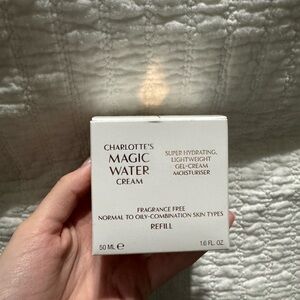 CHARLOTTE'S
MAGIC
WATER
CREAM
SUPER HYDRATING,
LIGHTWEIGHT
GEL-CREAM
MOISTURISER
FRAGRANCE FREE
NORMAL TO OILY-COMBINATION SKIN TYPES
REFILL
50 ML ℮
1.6 FL. OZ.